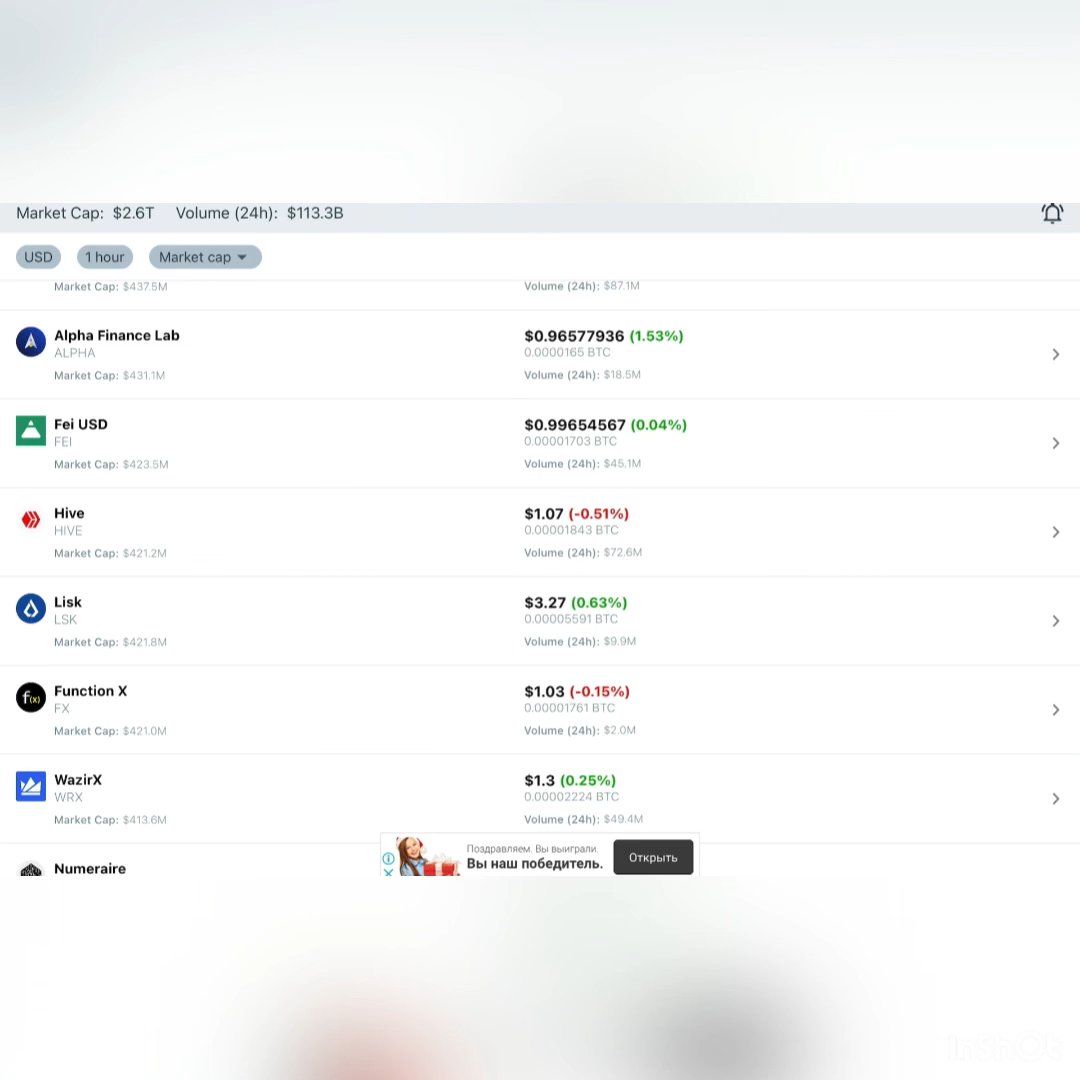 Market Cap: $2.6T Volume (24h): $113.3B
USD 1 hour Market cap
Market Cap: $437.5M Volume (24h): $87.1M
Alpha Finance Lab $0.96577936 (1.53%)
ALPHA 0.0000165 BTC
Market Cap: $431.1M Volume (24h): $18.5M
Fei USD $0.99654567 (0.04%)
FEI 0.00001703 BTC
Market Cap: $423.5M Volume (24h): $45.1M
Hive $1.07 (-0.51%)
HIVE 0.00001843 BTC
Market Cap: $421.2M Volume (24h): $72.6M
Lisk $3.27 (0.63%)
LSK 0.00005591 BTC
Market Cap: $421.8M Volume (24h): $9.9M
f(x) Function X $1.03 (-0.15%)
FX 0.00001761 BTC
Market Cap: $421.0M Volume (24h): $2.0M
WazirX $1.3 (0.25%)
WRX 0.00002224 BTC
Market Cap: $413.6M Volume (24h): $49.4M
Numeraire
Поздравляем. Вы выиграли.
Вы наш победитель.
Открыть
InShOt